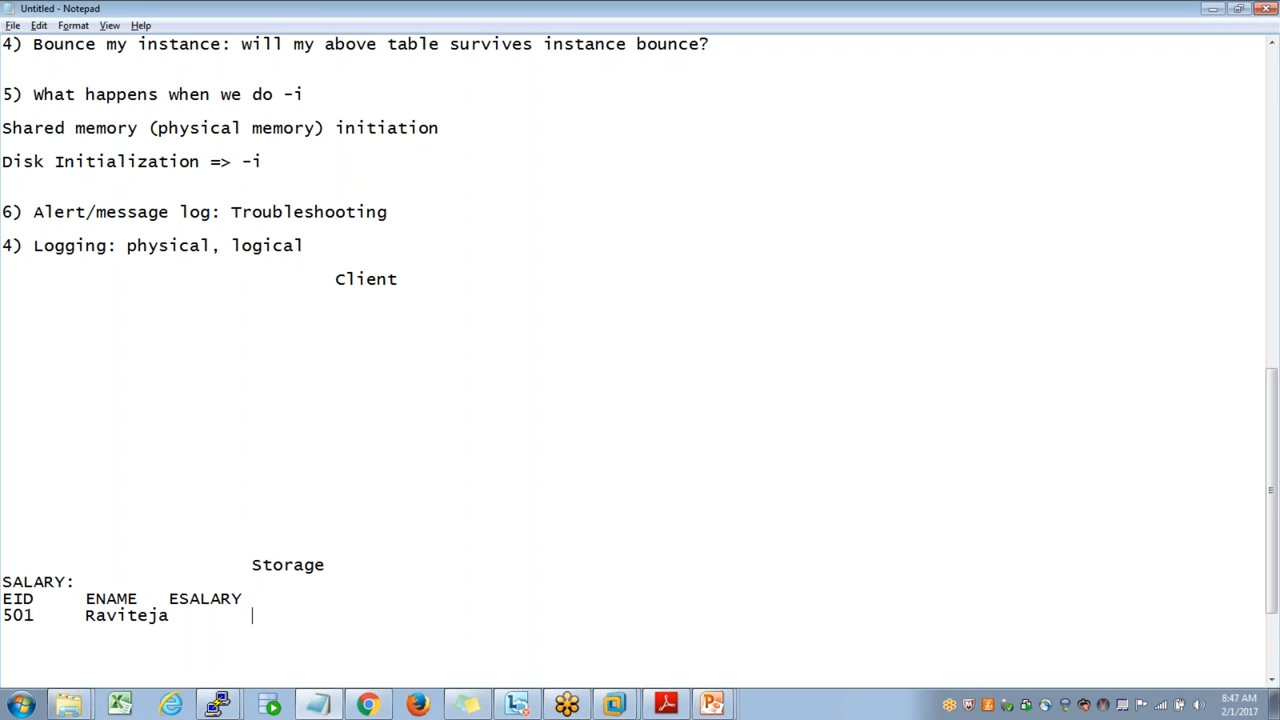 Untitled - Notepad
File Edit Format View Help
4) Bounce my instance: will my above table survives instance bounce?
5) What happens when we do -i
Shared memory (physical memory) initiation
Disk Initialization => -i
6) Alert/message log: Troubleshooting
4) Logging: physical, logical
Client
Storage
SALARY:
EID ENAME ESALARY
501 Raviteja
8:47 AM
2/1/2017